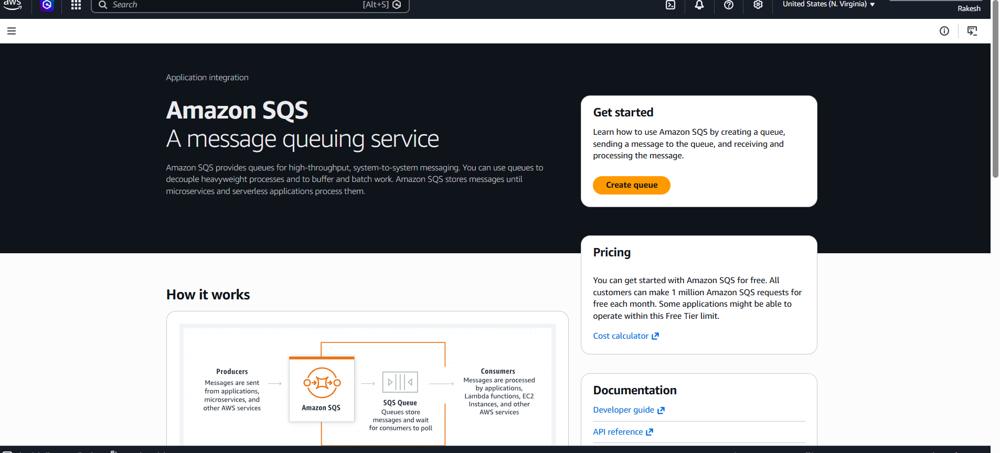 aws
Search
[Alt+S]
United States (N. Virginia)
Rakesh
Application integration
Amazon SQS
A message queuing service
Amazon SQS provides queues for high-throughput, system-to-system messaging. You can use queues to
decouple heavyweight processes and to buffer and batch work. Amazon SQS stores messages until
microservices and serverless applications process them.
Get started
Learn how to use Amazon SQS by creating a queue,
sending a message to the queue, and receiving and
processing the message.
Create queue
Pricing
You can get started with Amazon SQS for free. All
customers can make 1 million Amazon SQS requests for
free each month. Some applications might be able to
operate within this Free Tier limit.
Cost calculator
How it works
Producers
Messages are sent
from applications,
microservices, and
other AWS services
Amazon SQS
SQS Queue
Queues store
messages and wait
for consumers to poll
Consumers
Messages are processed
by applications,
Lambda functions, EC2
Instances, and other
AWS services
Documentation
Developer guide
API reference